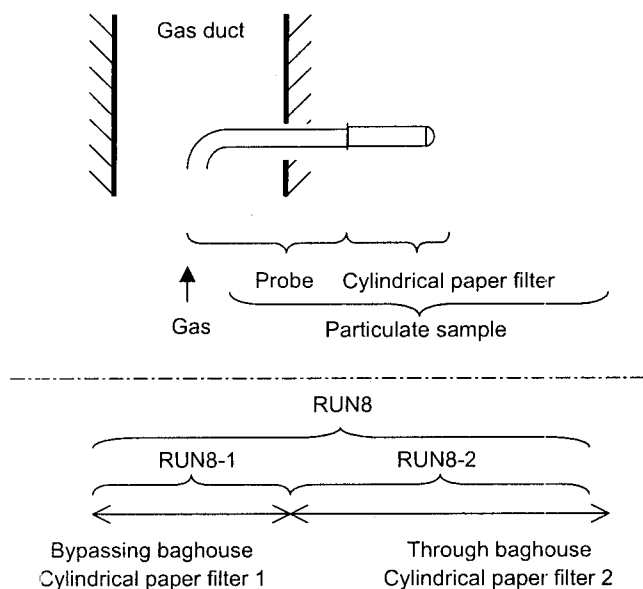 Gas duct
Probe Cylindrical paper filter
Gas
Particulate sample
RUN8
RUN8-1 RUN8-2
Bypassing baghouse Through baghouse
Cylindrical paper filter 1 Cylindrical paper filter 2